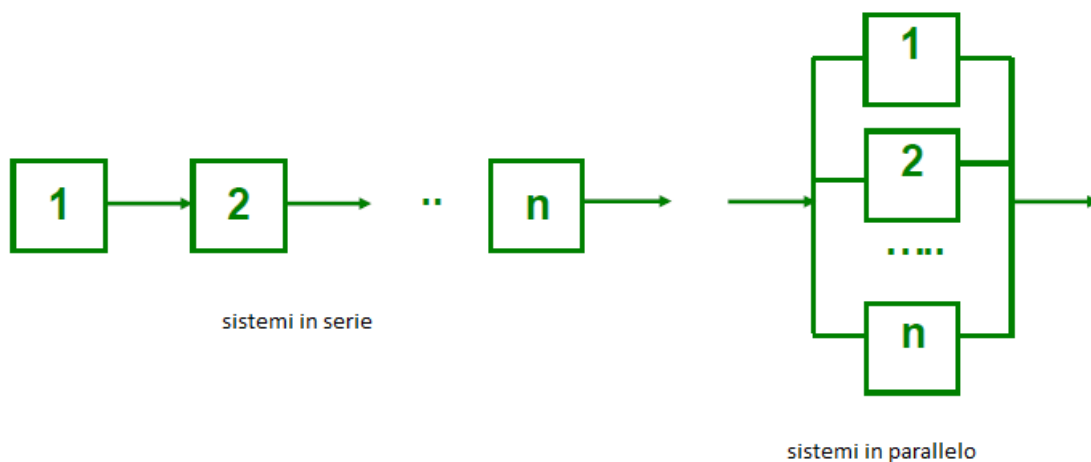 1
2
..
n
sistemi in serie
1
2
.....
n
sistemi in parallelo